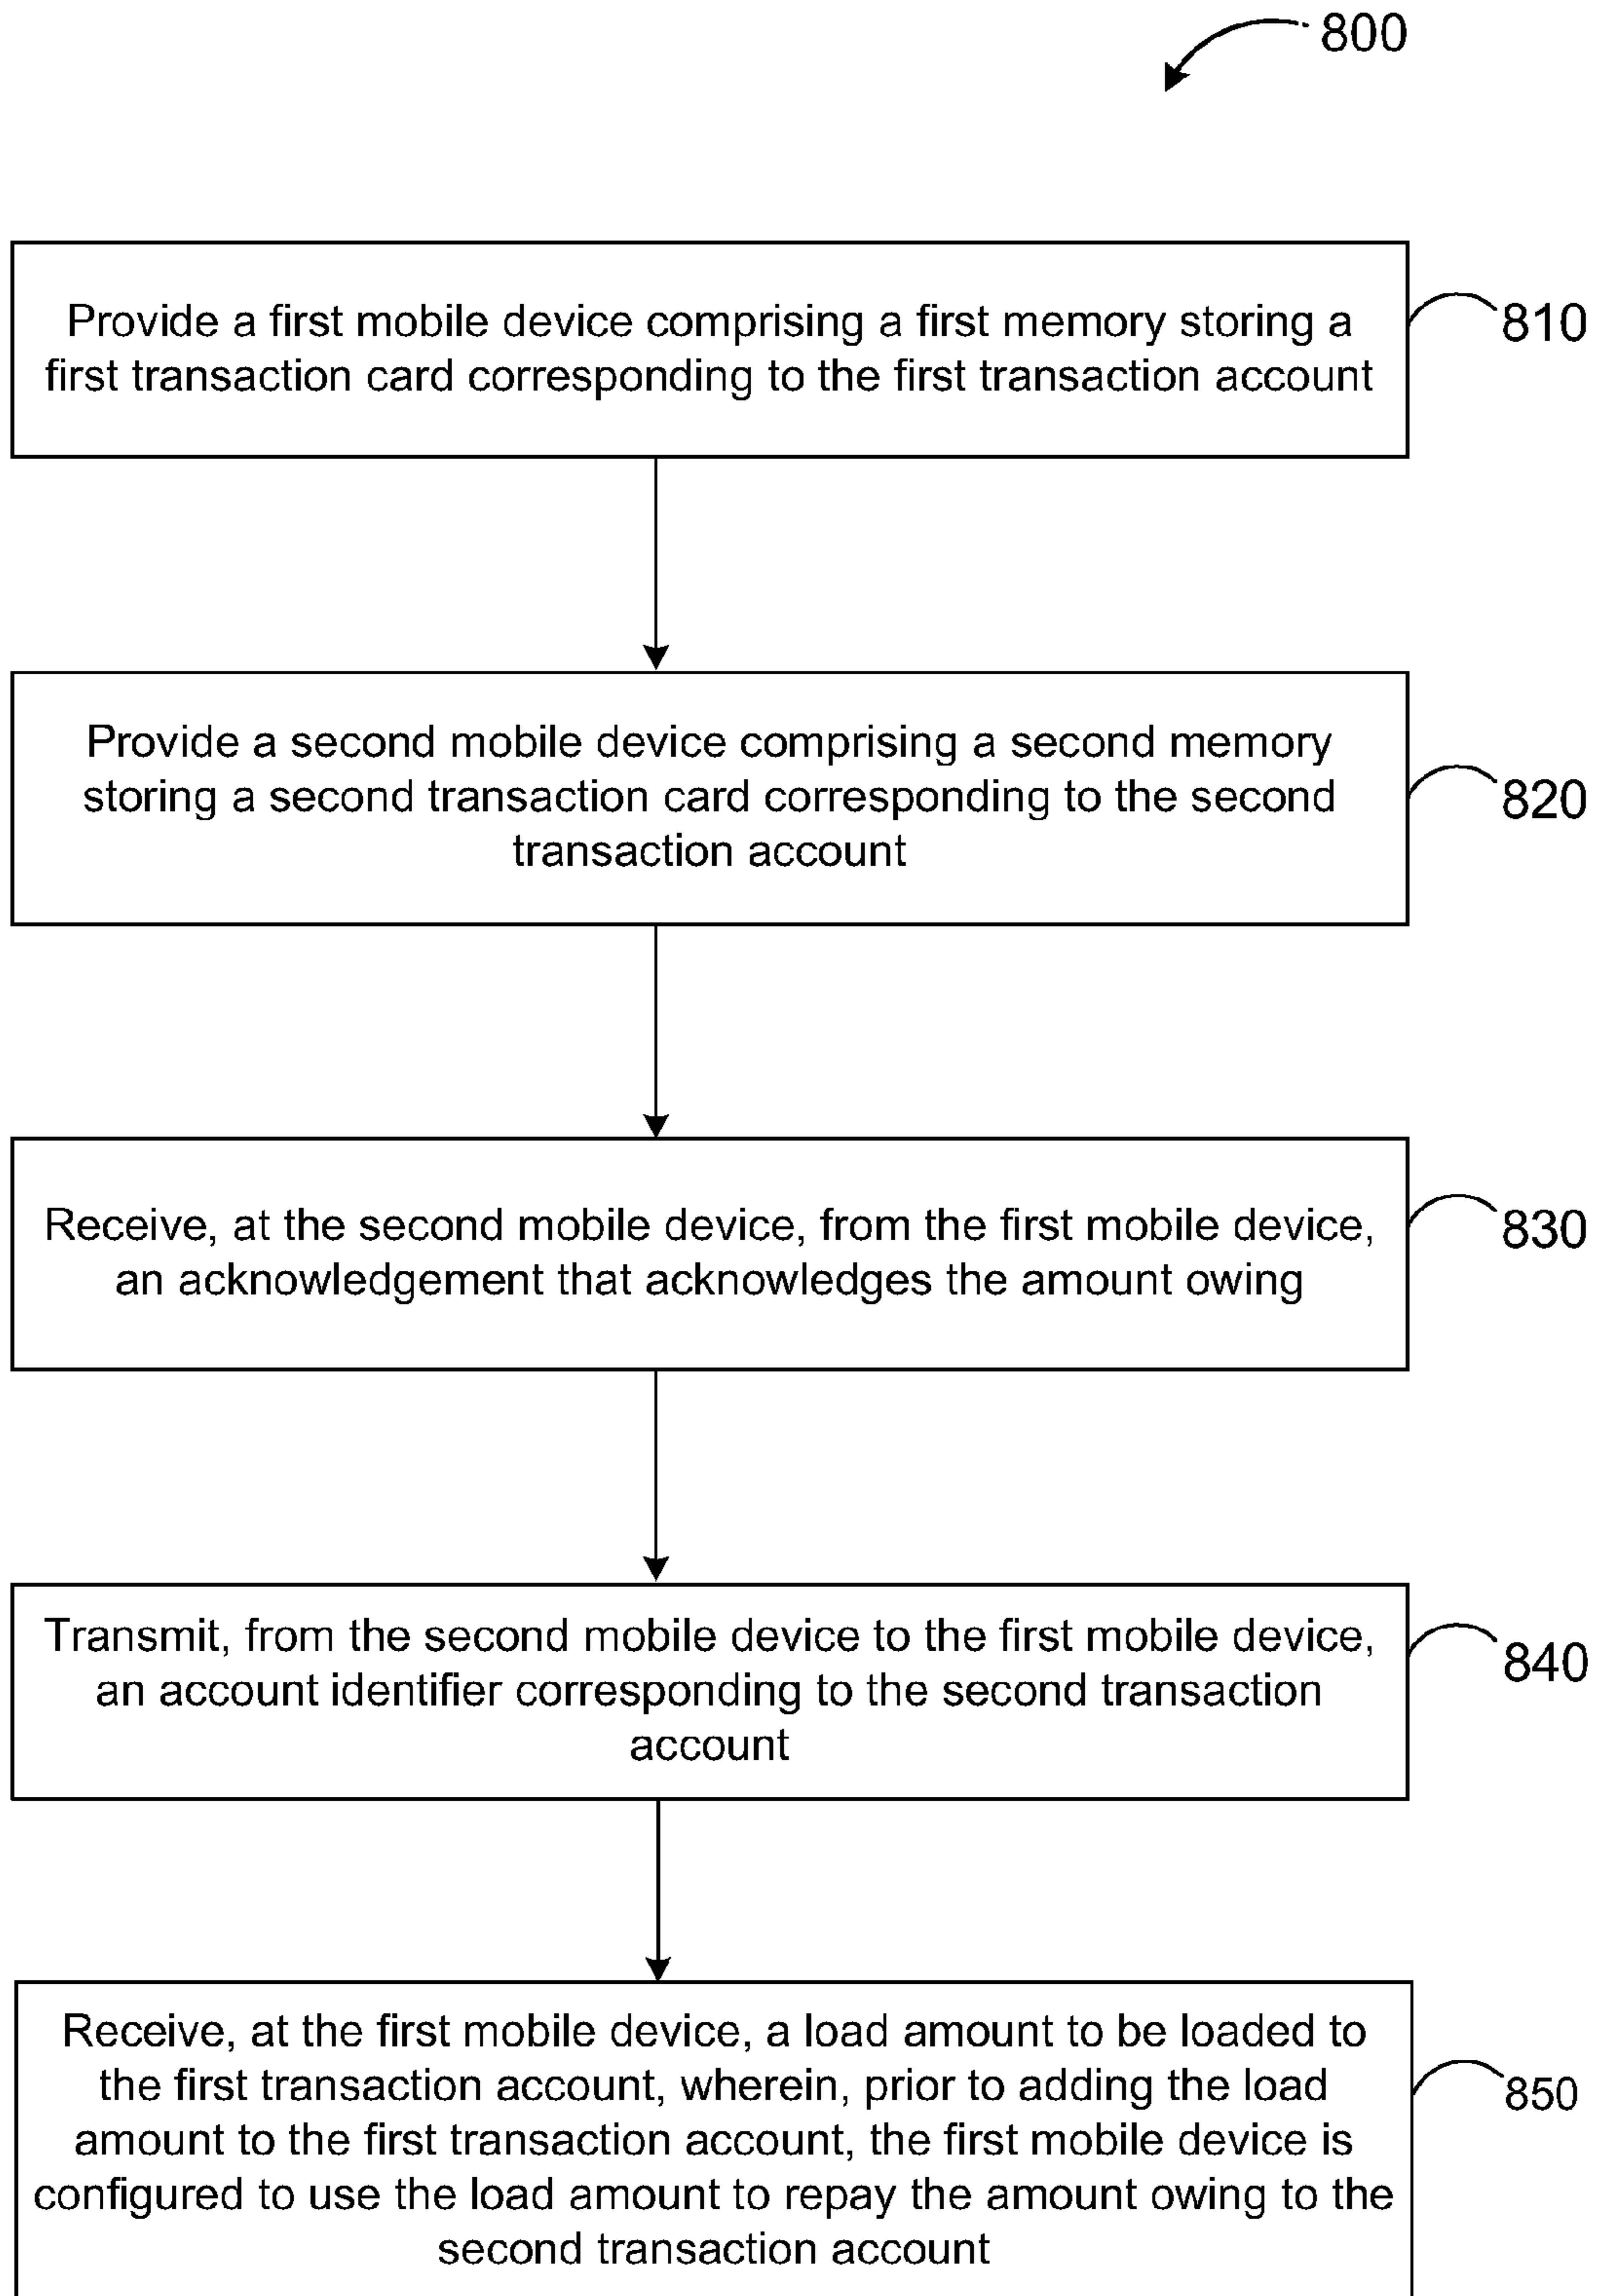 800
Provide a first mobile device comprising a first memory storing a
first transaction card corresponding to the first transaction account
810
Provide a second mobile device comprising a second memory
storing a second transaction card corresponding to the second
transaction account
820
Receive, at the second mobile device, from the first mobile device,
an acknowledgement that acknowledges the amount owing
830
Transmit, from the second mobile device to the first mobile device,
an account identifier corresponding to the second transaction
account
840
Receive, at the first mobile device, a load amount to be loaded to
the first transaction account, wherein, prior to adding the load
amount to the first transaction account, the first mobile device is
configured to use the load amount to repay the amount owing to the
second transaction account
850